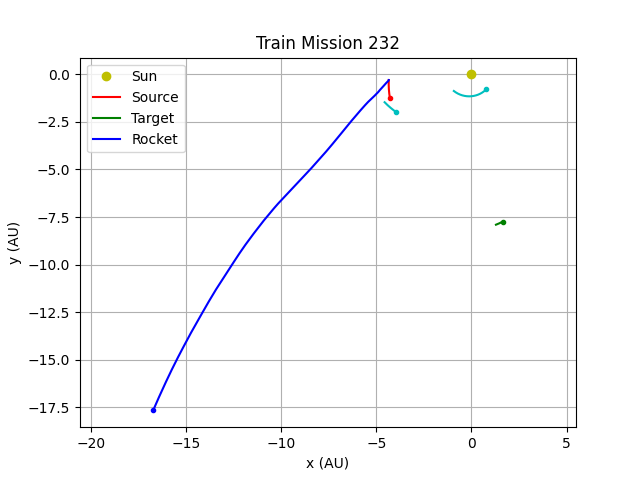 Train Mission 232
Sun
Source
Target
Rocket
0.0
−2.5
−5.0
−7.5
−10.0
−12.5
−15.0
−17.5
y (AU)
−20
−15
−10
−5
0
5
x (AU)